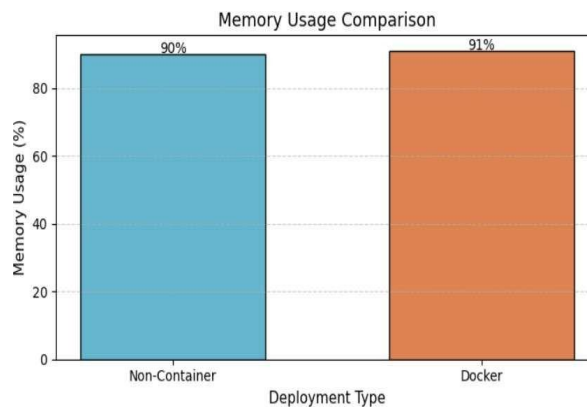 Memory Usage Comparison
90%
91%
80
60
40
20
0
Memory Usage (%)
Non-Container
Docker
Deployment Type